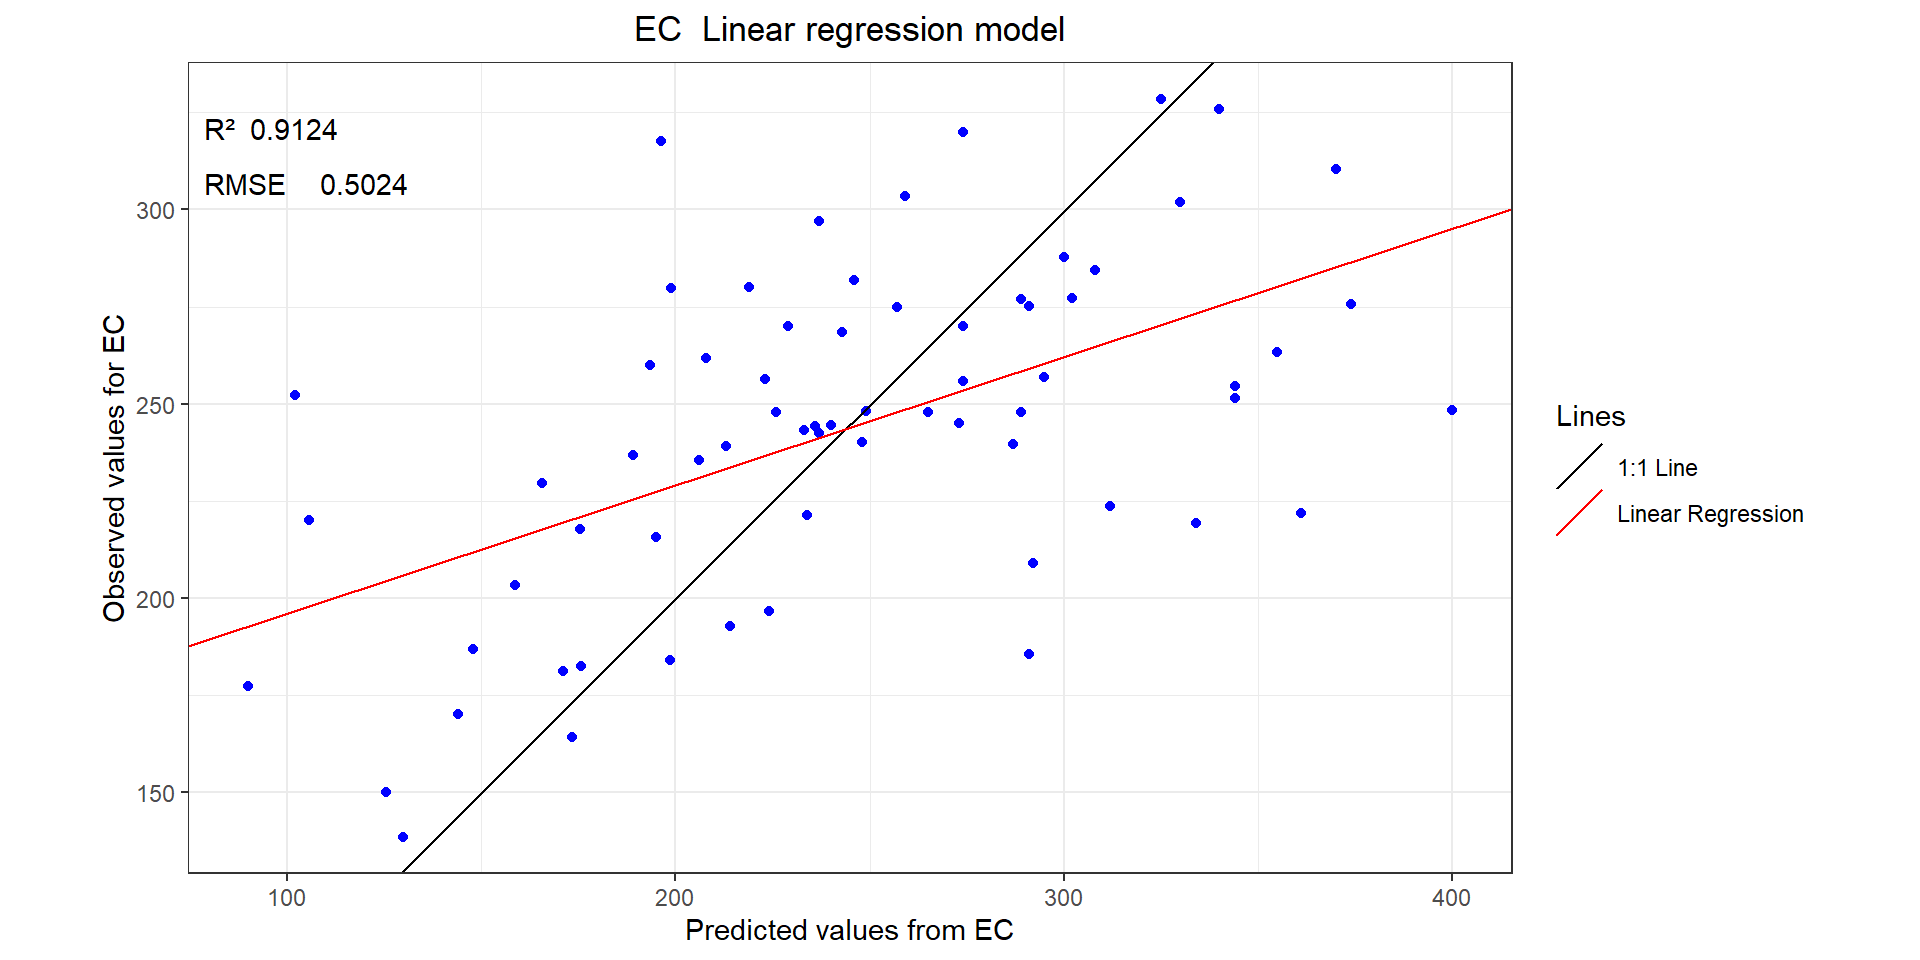 EC  Linear regression model
R²  0.9124
RMSE    0.5024
300
250
200
150
Observed values for EC
100
200
300
400
Predicted values from EC
Lines
1:1 Line
Linear Regression